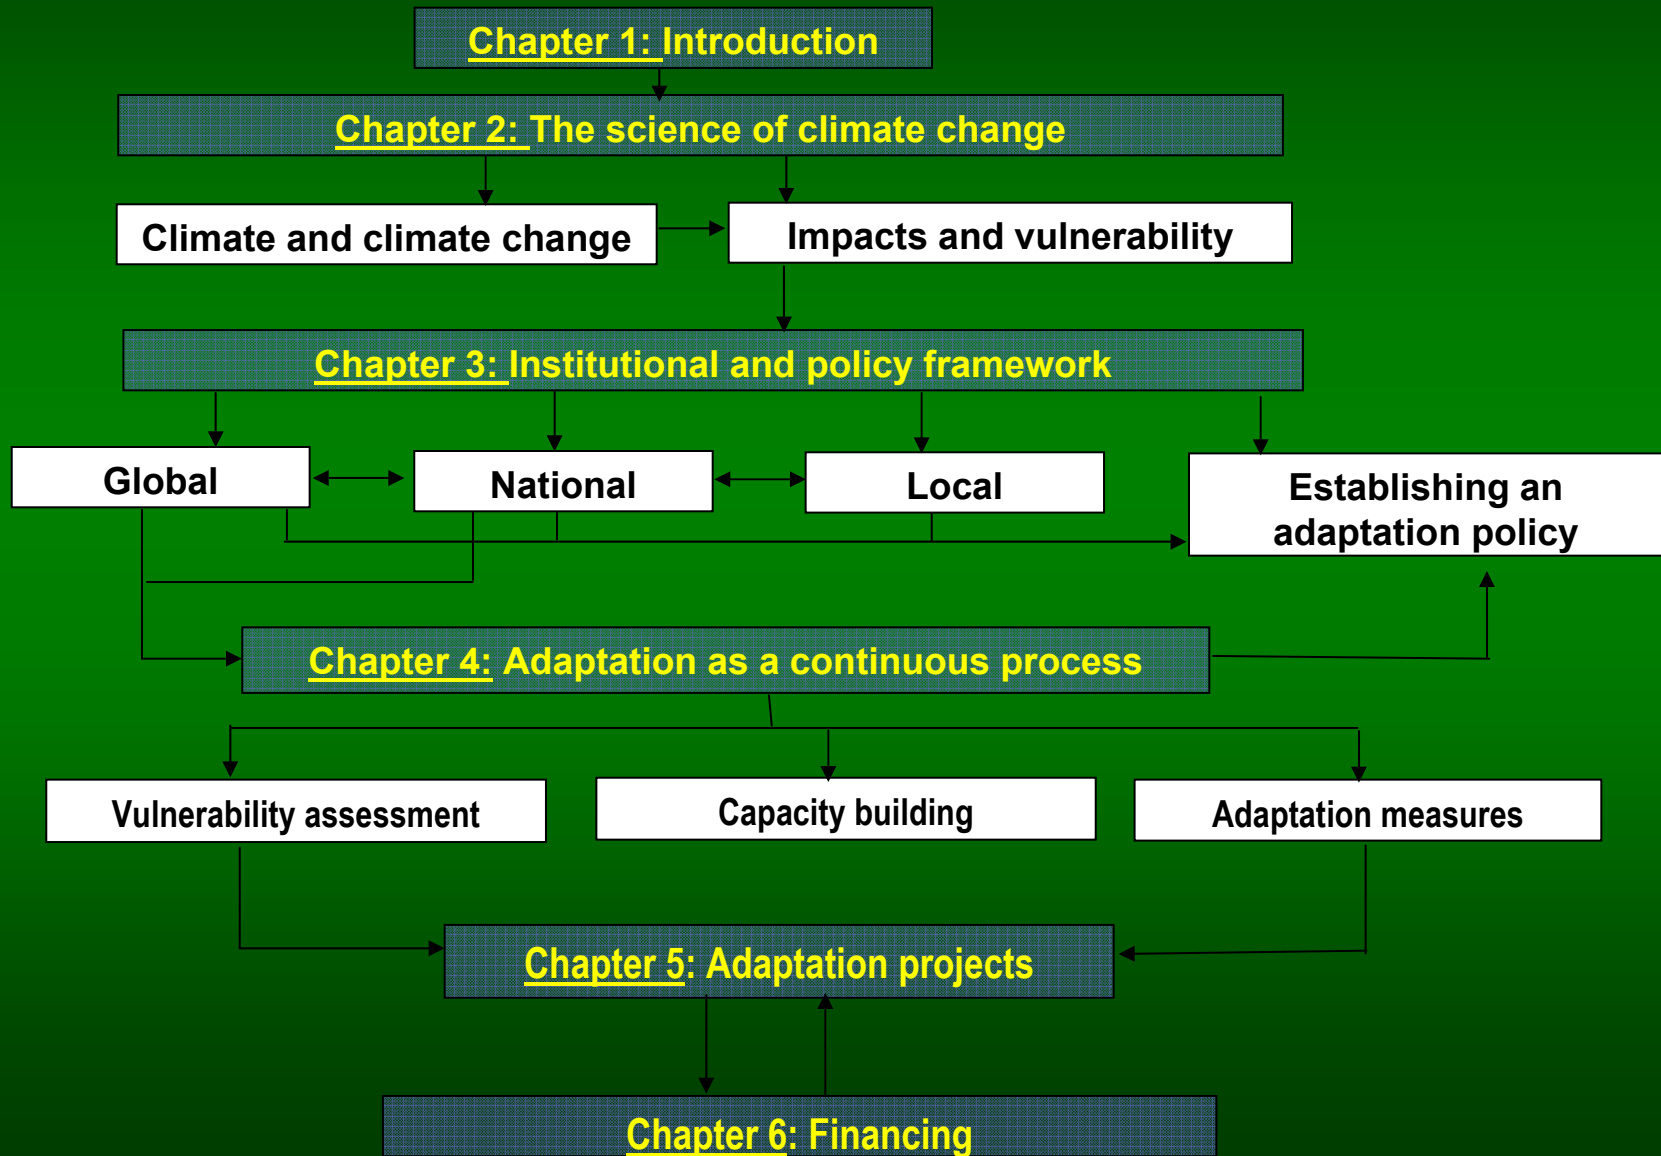 Chapter 1: Introduction
Chapter 2: The science of climate change
Climate and climate change
Impacts and vulnerability
Chapter 3: Institutional and policy framework
Global
National
Local
Establishing an
adaptation policy
Chapter 4: Adaptation as a continuous process
Vulnerability assessment
Capacity building
Adaptation measures
Chapter 5: Adaptation projects
Chapter 6: Financing